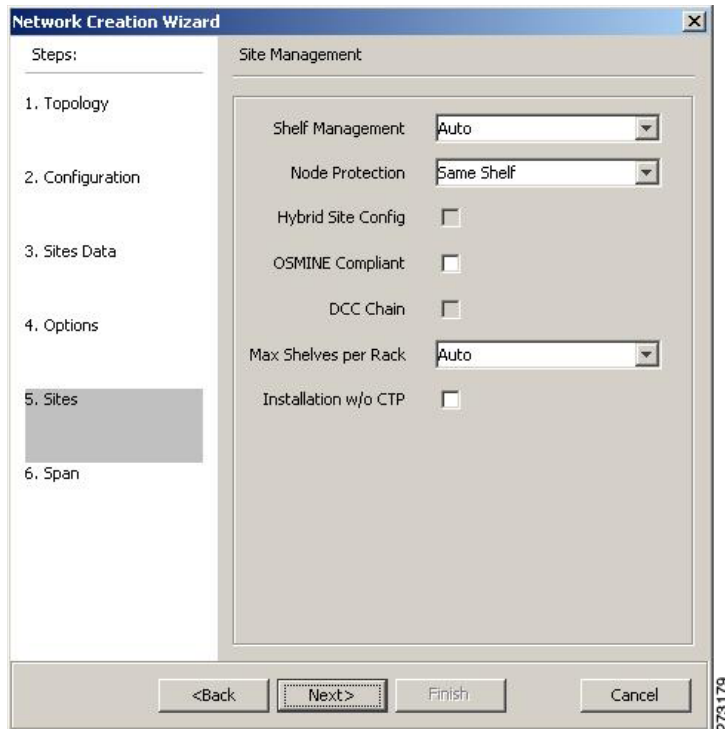 Network Creation Wizard
Steps:
Site Management
1. Topology
2. Configuration
3. Sites Data
4. Options
5. Sites
6. Span
Shelf Management Auto
Node Protection Same Shelf
Hybrid Site Config
OSMINE Compliant
DCC Chain
Max Shelves per Rack Auto
Installation w/o CTP
<Back Next> Finish Cancel
273179